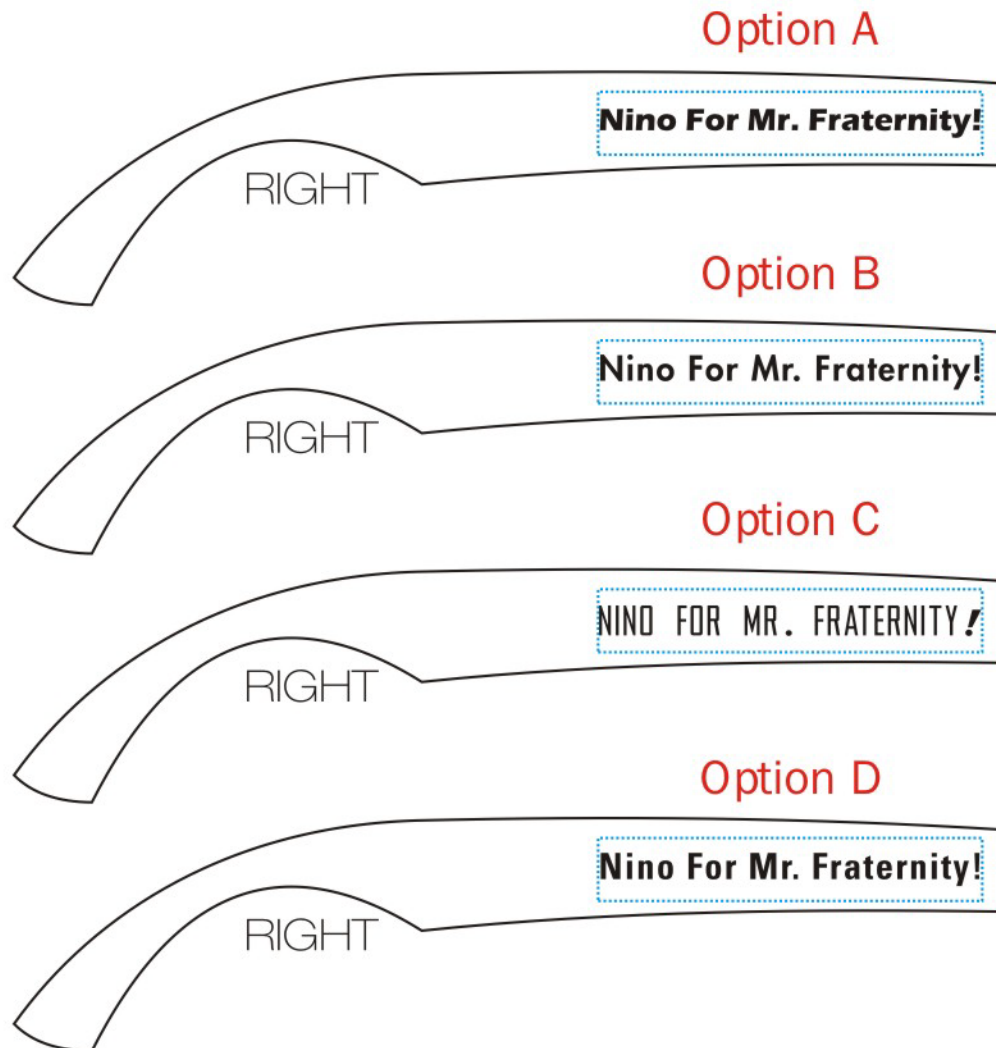 Option A
Nino For Mr. Fraternity!
RIGHT
Option B
Nino For Mr. Fraternity!
RIGHT
Option C
NINO FOR MR. FRATERNITY!
RIGHT
Option D
Nino For Mr. Fraternity!
RIGHT